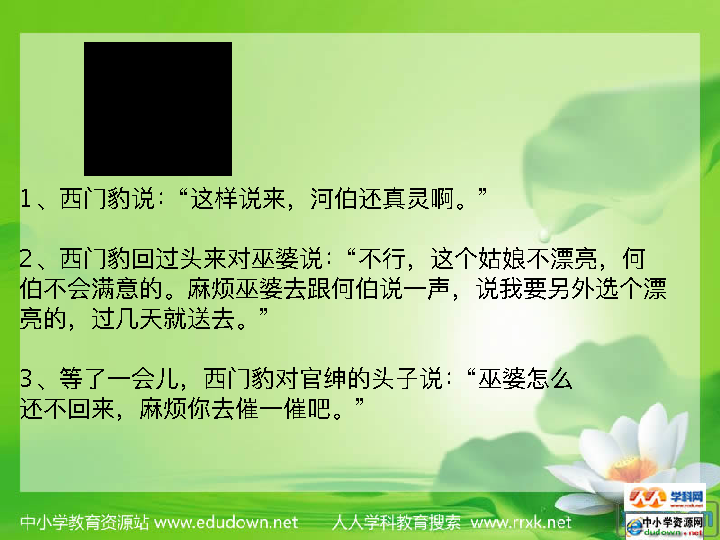 1、西门豹说：“这样说来，河伯还真灵啊。”
2、西门豹回过头来对巫婆说：“不行，这个姑娘不漂亮，何
伯不会满意的。麻烦巫婆去跟何伯说一声，说我要另外选个漂
亮的，过几天就送去。”
3、等了一会儿，西门豹对官绅的头子说：“巫婆怎么
还不回来，麻烦你去催一催吧。”
中小学教育资源站 www.edudown.net 人人学科教育搜索 www.rrxk.net
学科网
www.rrxk.net
中小学资源网
edudown.net